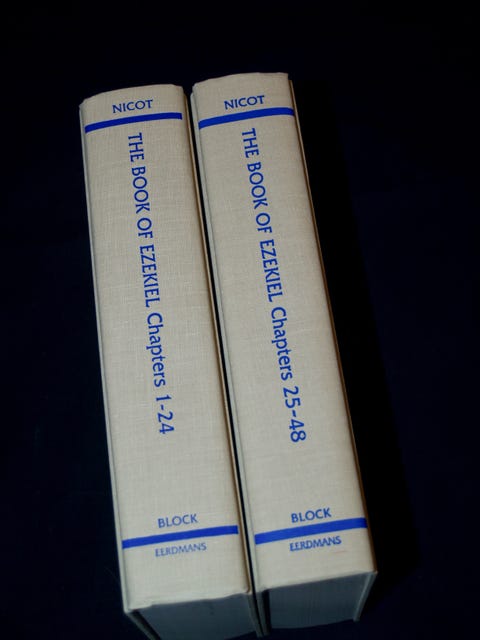 NICOT
THE BOOK OF EZEKIEL Chapters 1-24
BLOCK
EERDMANS
NICOT
THE BOOK OF EZEKIEL Chapters 25-48
BLOCK
EERDMANS